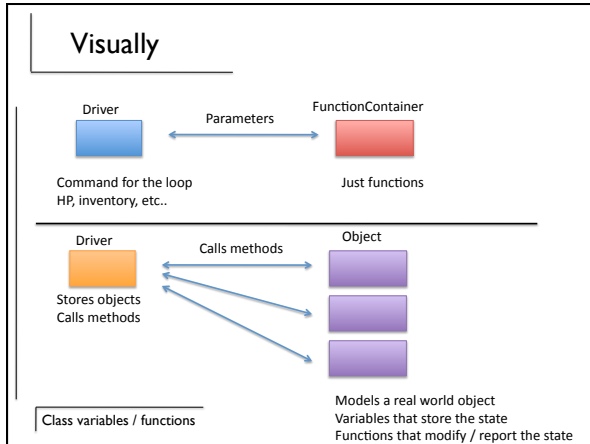 Visually
Driver
Parameters
FunctionContainer
Command for the loop
HP, inventory, etc..
Just functions
Driver
Calls methods
Object
Stores objects
Calls methods
Models a real world object
Variables that store the state
Functions that modify / report the state
Class variables / functions